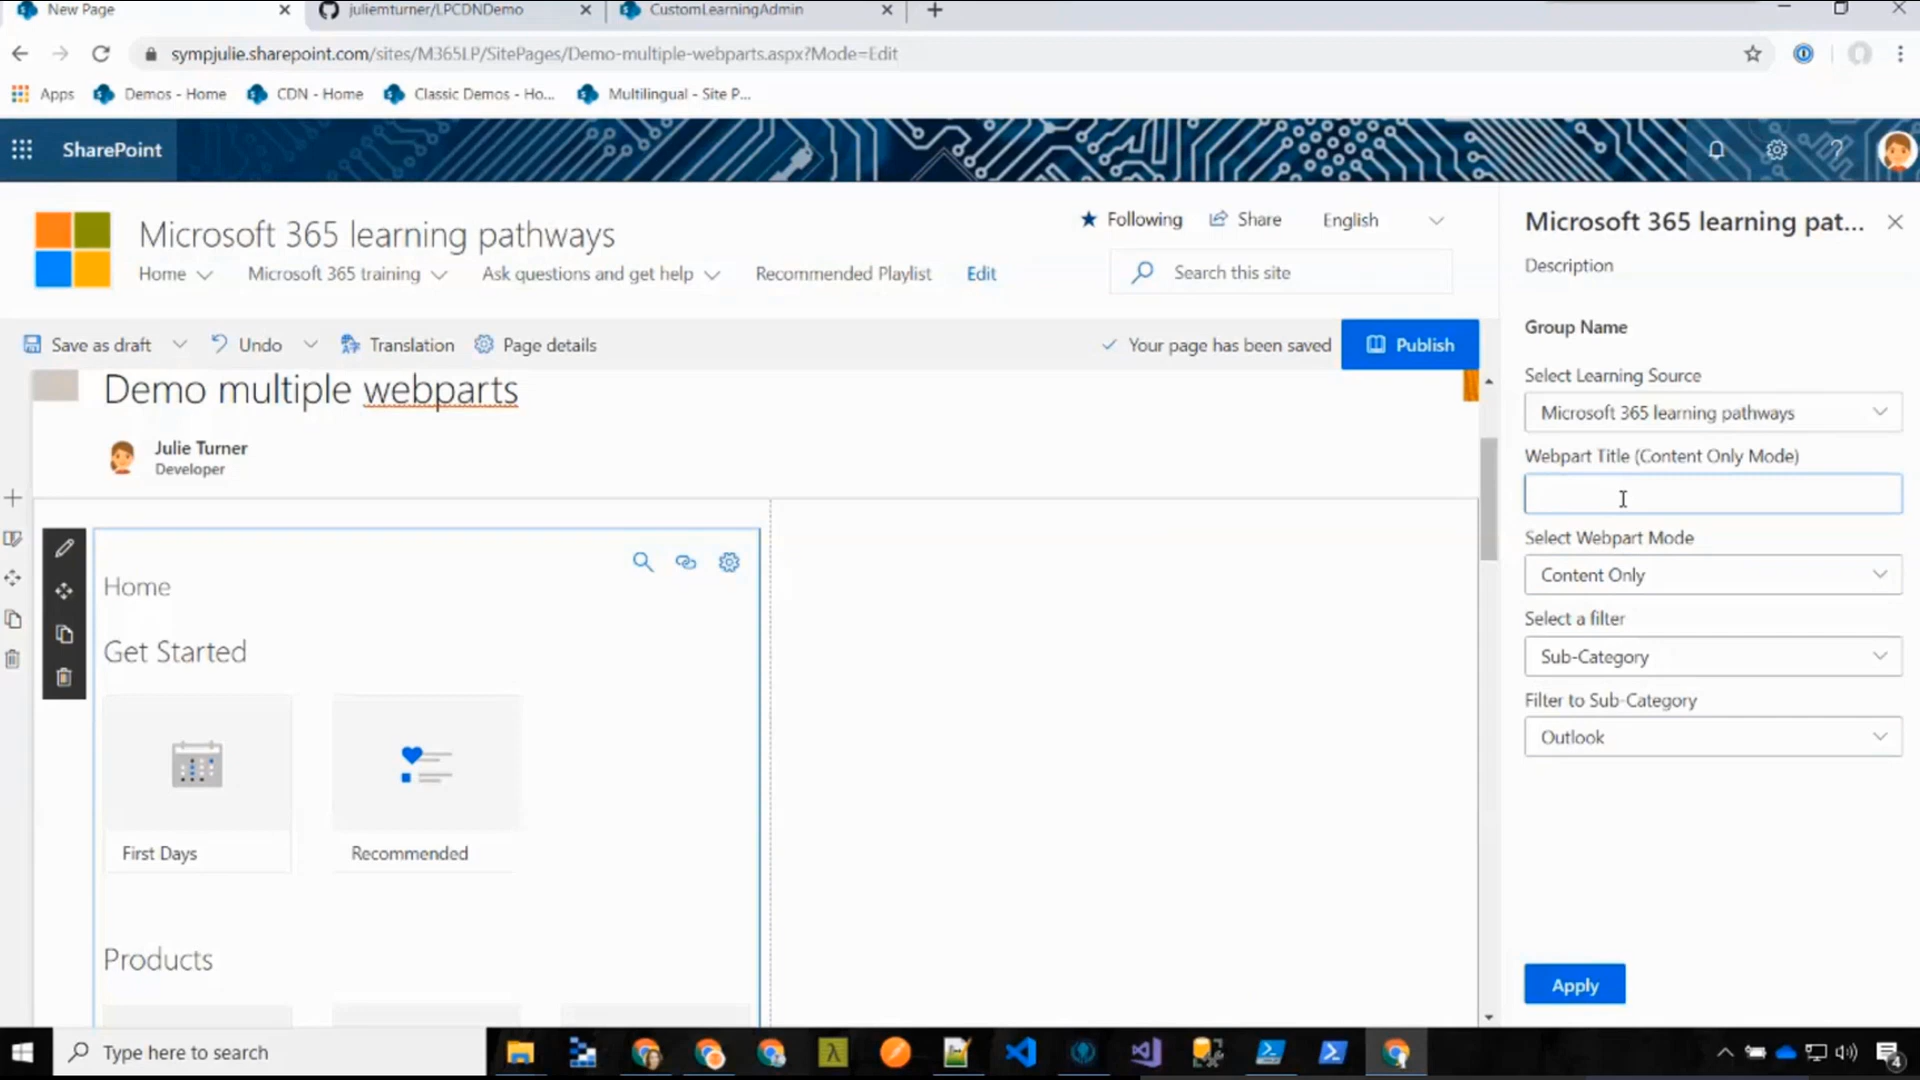 New Page
juliemturner/LPCDNDemo
CustomLearningAdmin
sympjulie.sharepoint.com/sites/M365LP/SitePages/Demo-multiple-webparts.aspx?Mode=Edit
Apps
Demos - Home
CDN - Home
Classic Demos - Ho...
Multilingual - Site P...
SharePoint
Microsoft 365 learning pathways
Following
Share
English
Home
Microsoft 365 training
Ask questions and get help
Recommended Playlist
Edit
Search this site
Save as draft
Undo
Translation
Page details
Your page has been saved
Publish
Demo multiple webparts
Julie Turner
Developer
Home
Get Started
First Days
Recommended
Products
Microsoft 365 learning pat...
Description
Group Name
Select Learning Source
Microsoft 365 learning pathways
Webpart Title (Content Only Mode)
Select Webpart Mode
Content Only
Select a filter
Sub-Category
Filter to Sub-Category
Outlook
Apply
Type here to search
4